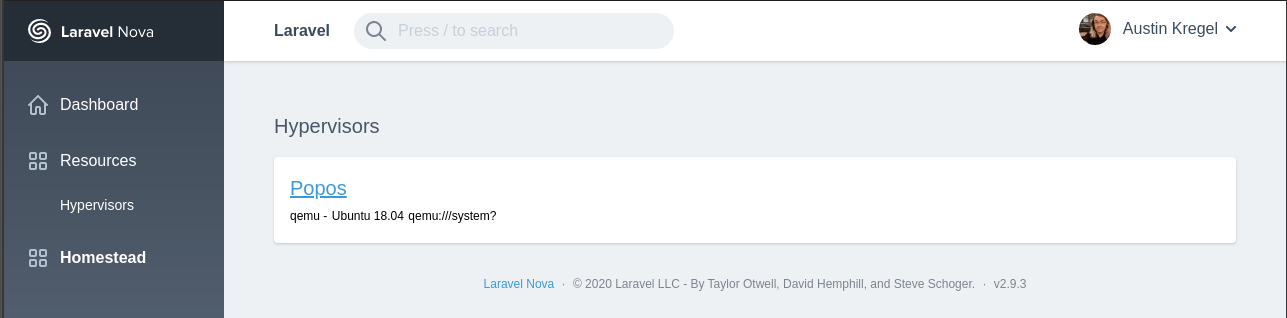 Laravel Nova
Laravel
Press / to search
Austin Kregel
Dashboard
Resources
Hypervisors
Homestead
Hypervisors
Popos
qemu - Ubuntu 18.04 qemu:///system?
Laravel Nova · © 2020 Laravel LLC - By Taylor Otwell, David Hemphill, and Steve Schoger. · v2.9.3